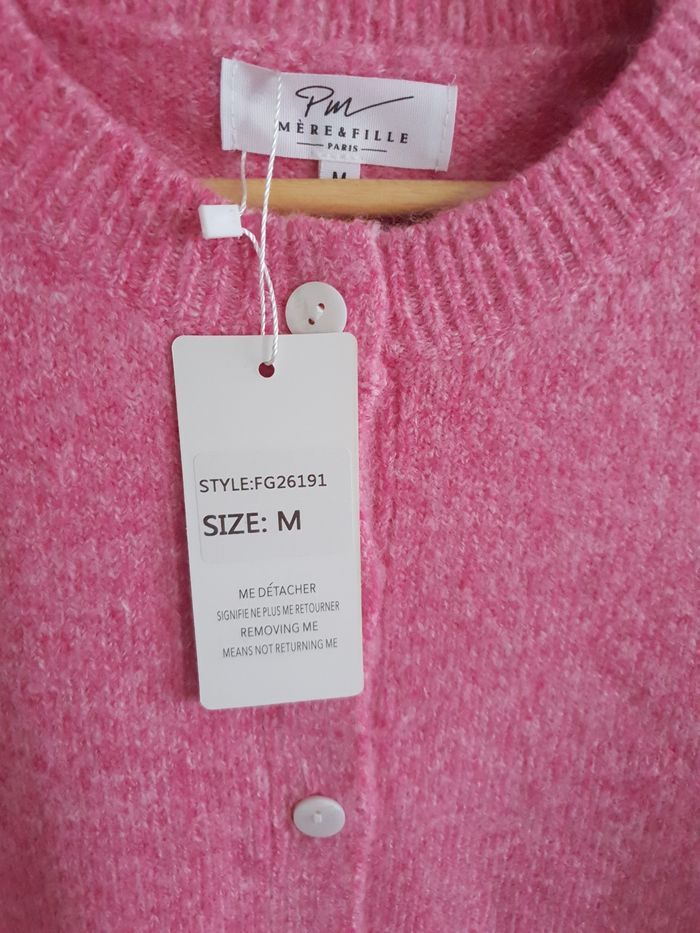 Pm
MÈRE & FILLE
PARIS
M
STYLE:FG26191
SIZE: M
ME DÉTACHER
SIGNIFIE NE PLUS ME RETOURNER
REMOVING ME
MEANS NOT RETURNING ME